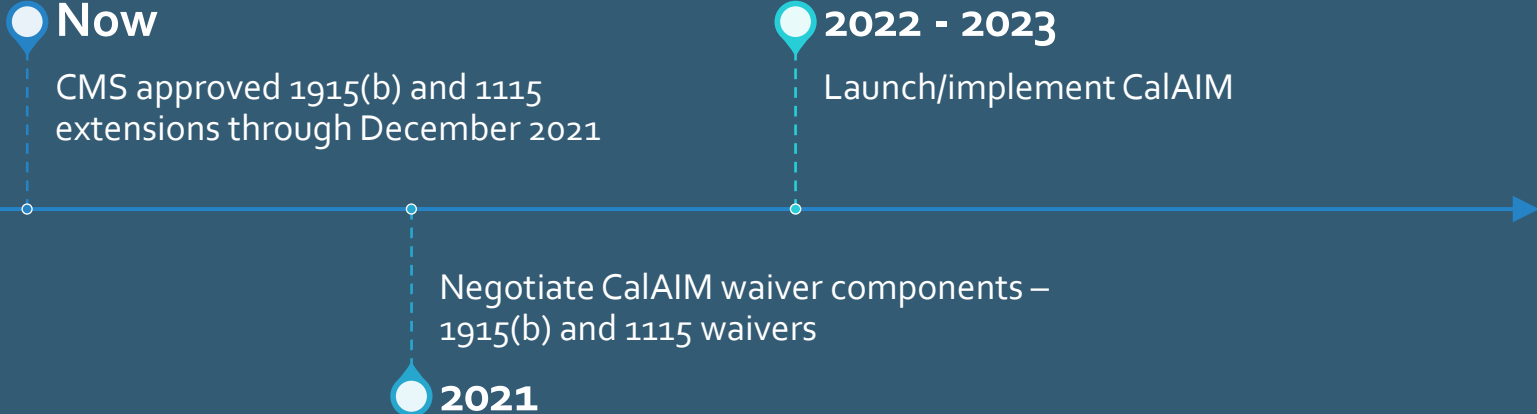 Now
CMS approved 1915(b) and 1115
extensions through December 2021
2022 - 2023
Launch/implement CalAIM
Negotiate CalAIM waiver components –
1915(b) and 1115 waivers
2021